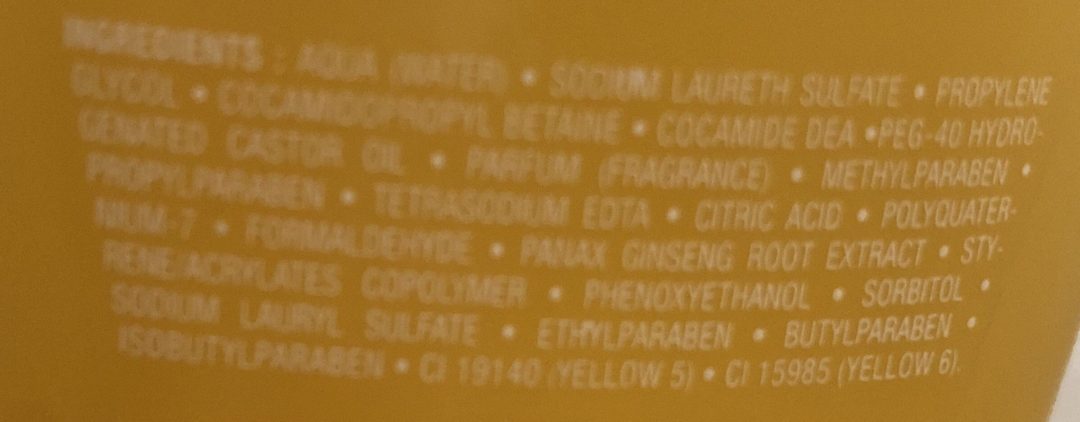 INGREDIENTS : AQUA (WATER) • SODIUM LAURETH SULFATE • PROPYLENE
GLYCOL • COCAMIDOPROPYL BETAINE • COCAMIDE DEA •PEG-40 HYDRO-
GENATED CASTOR OIL • PARFUM (FRAGRANCE) • METHYLPARABEN •
PROPYLPARABEN • TETRASODIUM EDTA • CITRIC ACID • POLYQUATER-
NIUM-7 • FORMALDEHYDE • PANAX GINSENG ROOT EXTRACT • STY-
RENE/ACRYLATES COPOLYMER • PHENOXYETHANOL • SORBITOL •
SODIUM LAURYL SULFATE • ETHYLPARABEN • BUTYLPARABEN •
ISOBUTYLPARABEN • CI 19140 (YELLOW 5) • CI 15985 (YELLOW 6).